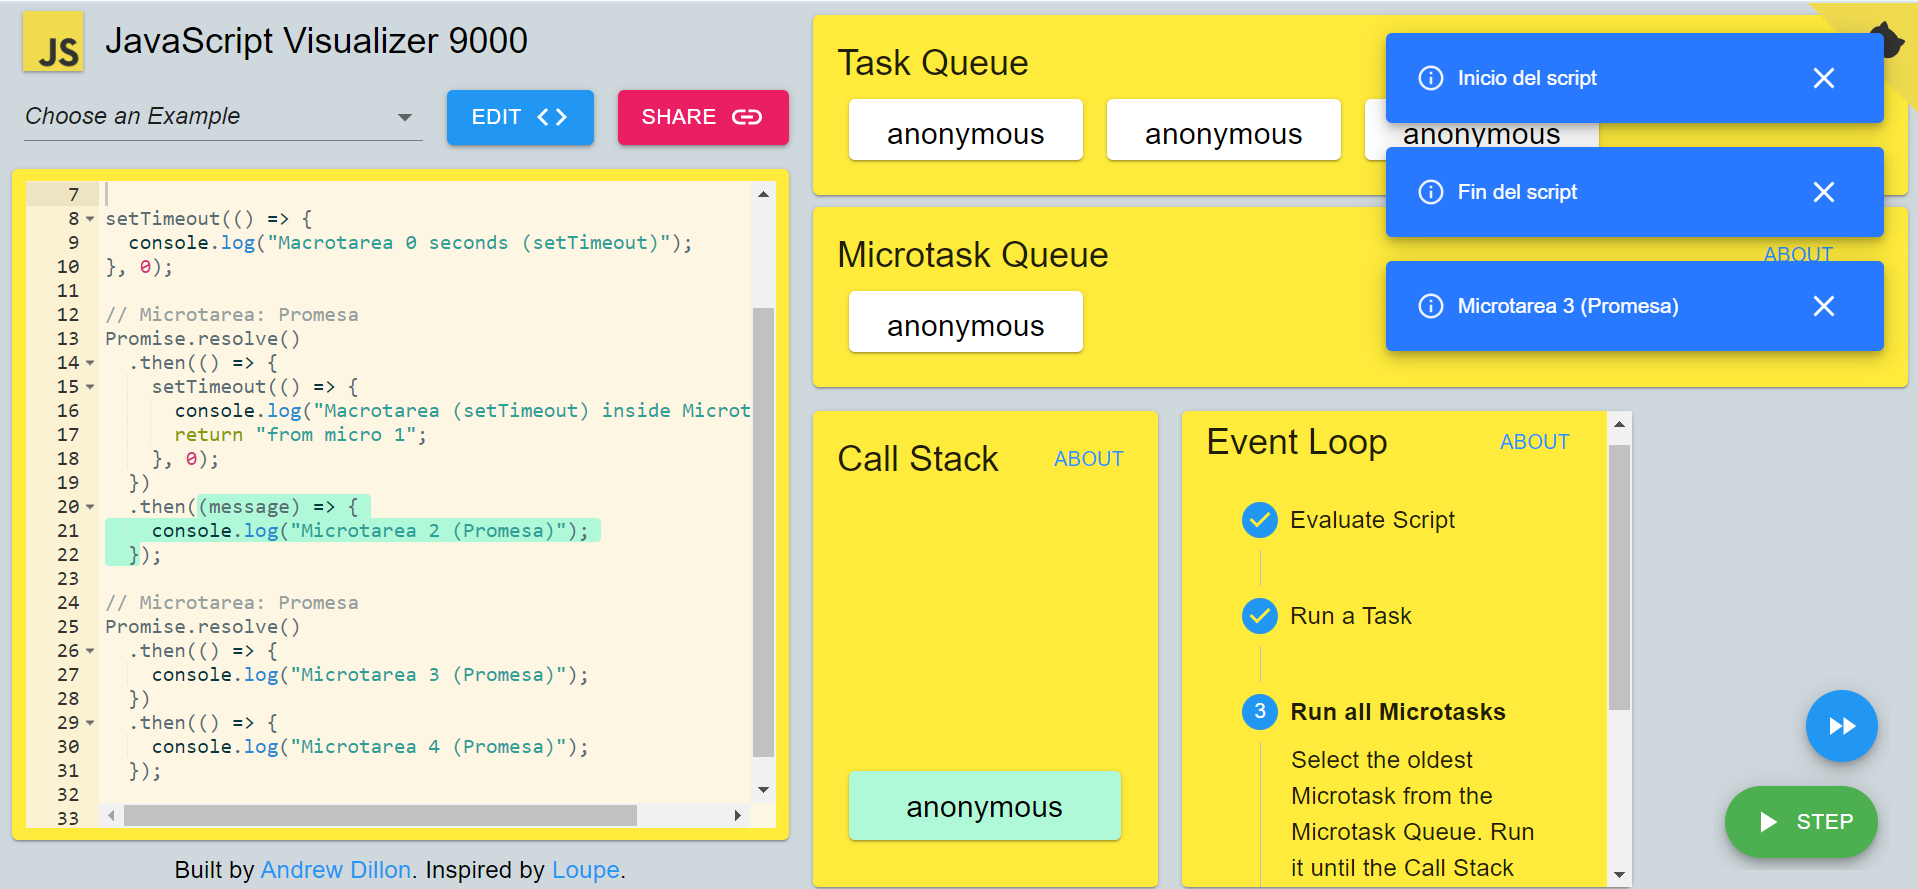 JS
JavaScript Visualizer 9000
Choose an Example
EDIT
SHARE
7
8 setTimeout(() => {
9 console.log("Macrotarea 0 seconds (setTimeout)");
10 }, 0);
11
12 // Microtarea: Promesa
13 Promise.resolve()
14 .then(() => {
15 setTimeout(() => {
16 console.log("Macrotarea (setTimeout) inside Microt
17 return "from micro 1";
18 }, 0);
19 })
20 .then((message) => {
21 console.log("Microtarea 2 (Promesa)");
22 });
23
24 // Microtarea: Promesa
25 Promise.resolve()
26 .then(() => {
27 console.log("Microtarea 3 (Promesa)");
28 })
29 .then(() => {
30 console.log("Microtarea 4 (Promesa)");
31 });
32
33
Built by Andrew Dillon. Inspired by Loupe.
Task Queue
anonymous
anonymous
anonymous
Inicio del script
Fin del script
Microtask Queue
ABOUT
anonymous
Microtarea 3 (Promesa)
Call Stack
ABOUT
anonymous
Event Loop
ABOUT
Evaluate Script
Run a Task
3 Run all Microtasks
Select the oldest
Microtask from the
Microtask Queue. Run
it until the Call Stack
STEP